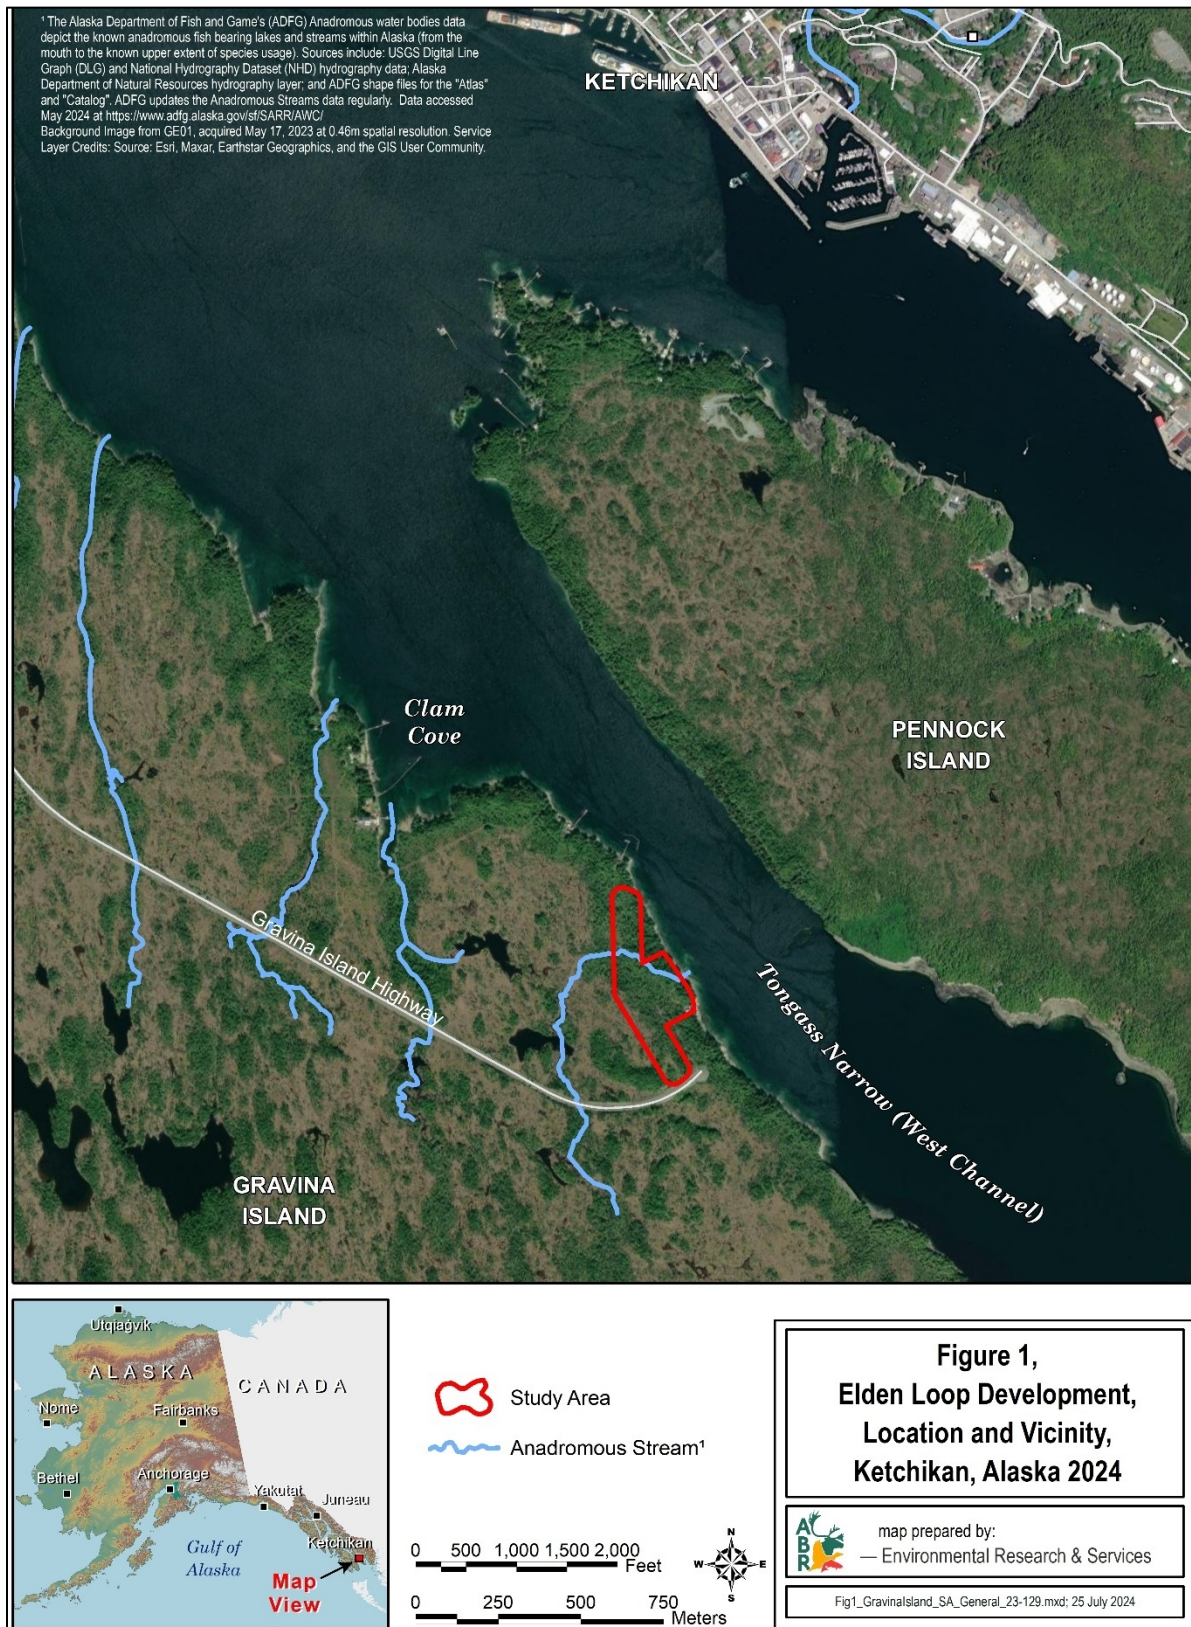 ¹ The Alaska Department of Fish and Game's (ADFG) Anadromous water bodies data
depict the known anadromous fish bearing lakes and streams within Alaska (from the
mouth to the known upper extent of species usage). Sources include: USGS Digital Line
Graph (DLG) and National Hydrography Dataset (NHD) hydrography data; Alaska
Department of Natural Resources hydrography layer; and ADFG shape files for the "Atlas"
and "Catalog". ADFG updates the Anadromous Streams data regularly. Data accessed
May 2024 at https://www.adfg.alaska.gov/sf/SARR/AWC/
Background Image from GE01, acquired May 17, 2023 at 0.46m spatial resolution. Service
Layer Credits: Source: Esri, Maxar, Earthstar Geographics, and the GIS User Community.
KETCHIKAN
Clam
Cove
PENNOCK
ISLAND
Gravina Island Highway
Tongass Narrow (West Channel)
GRAVINA
ISLAND
Utqiaġvik
ALASKA
CANADA
Nome
Fairbanks
Bethel
Anchorage
Yakutat
Juneau
Ketchikan
Gulf of
Alaska
Map
View
Study Area
Anadromous Stream¹
0 500 1,000 1,500 2,000
Feet
0 250 500 750
Meters
N
W E
S
Figure 1,
Elden Loop Development,
Location and Vicinity,
Ketchikan, Alaska 2024
ABR
map prepared by:
— Environmental Research & Services
Fig1_GravinaIsland_SA_General_23-129.mxd; 25 July 2024